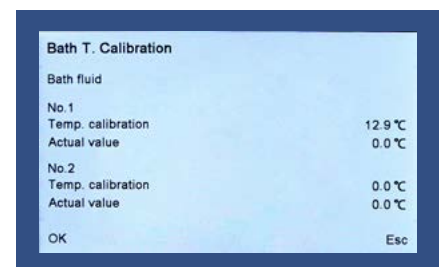 Bath T. Calibration
Bath fluid
No.1
Temp. calibration 12.9 ℃
Actual value 0.0 ℃
No.2
Temp. calibration 0.0 ℃
Actual value 0.0 ℃
OK Esc